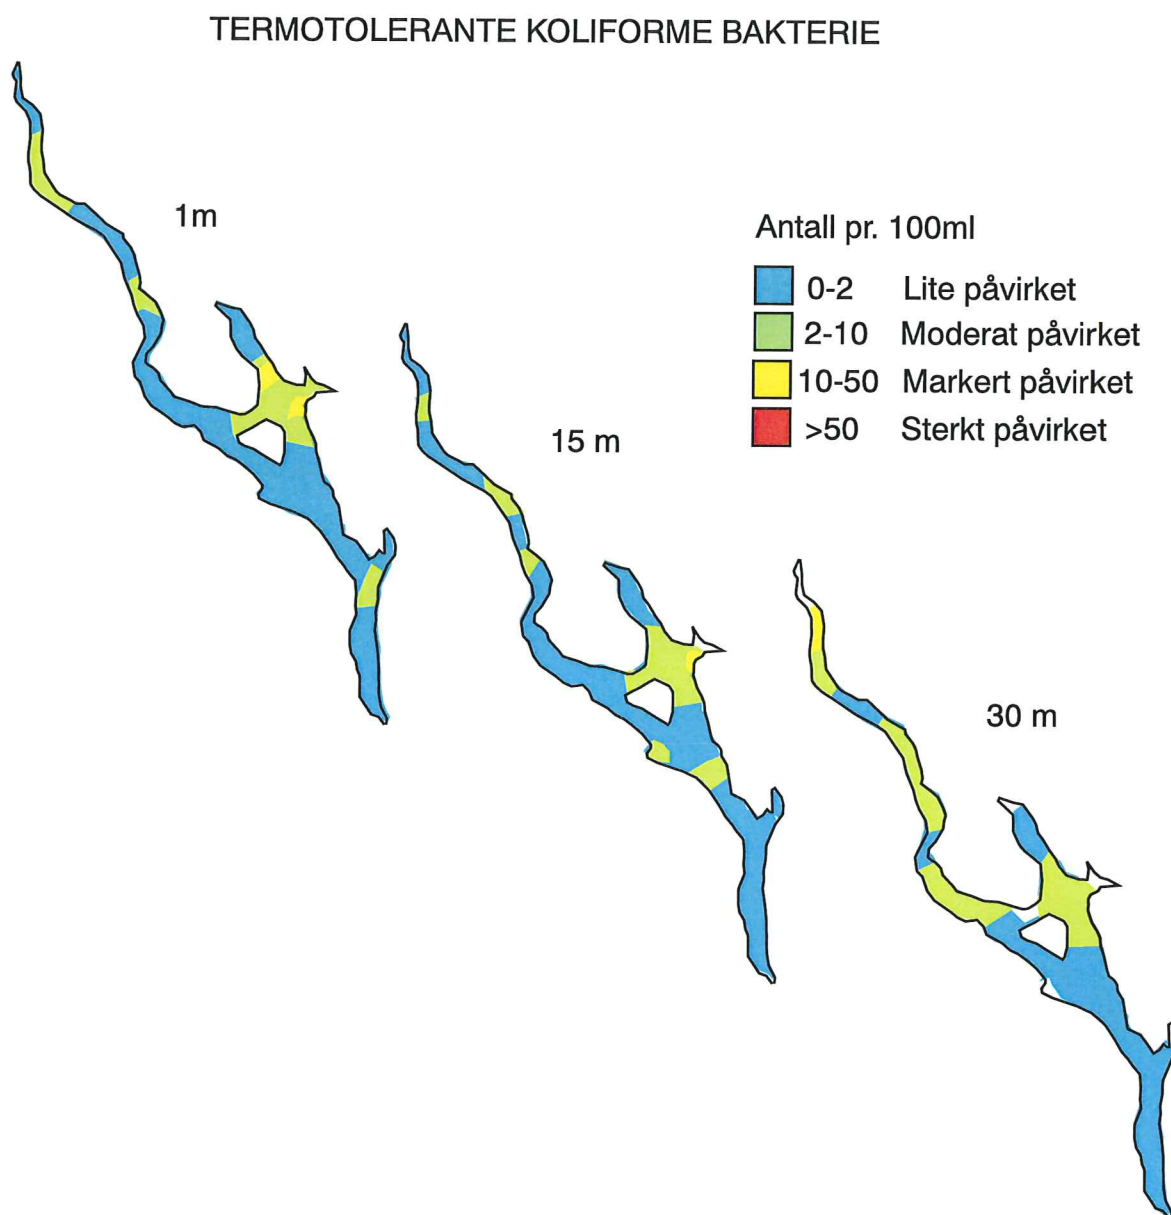 TERMOTOLERANTE KOLIFORME BAKTERIE
1m
Antall pr. 100ml
0-2 Lite påvirket
2-10 Moderat påvirket
10-50 Markert påvirket
>50 Sterkt påvirket
15 m
30 m